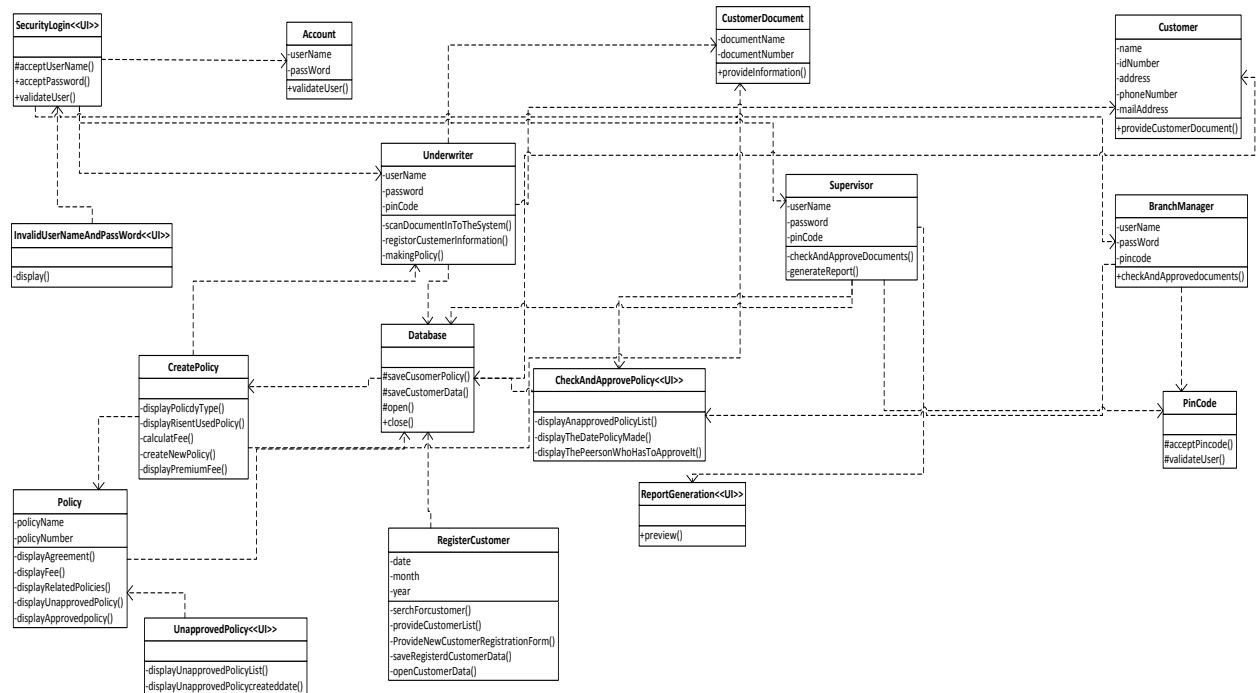 SecurityLogin<<UI>>
#acceptUserName()
+acceptPassword()
+validateUser()
Account
-userName
-passWord
+validateUser()
CustomerDocument
-documentName
-documentNumber
+provideInformation()
Customer
-name
-idNumber
-address
-phoneNumber
-mailAddress
+provideCustomerDocument()
Underwriter
-userName
-password
-pinCode
-scanDocumentInToTheSystem()
-registorCustemerInformation()
-makingPolicy()
Supervisor
-userName
-password
-pinCode
-checkAndApproveDocuments()
-generateReport()
BranchManager
-userName
-passWord
-pincode
+checkAndApprovedocuments()
InvalidUserNameAndPassWord<<UI>>
-display()
Database
#saveCusomerPolicy()
#saveCustomerData()
#open()
+close()
CreatePolicy
-displayPolicdyType()
-displayRisentUsedPolicy()
-calculatFee()
-createNewPolicy()
-displayPremiumFee()
CheckAndApprovePolicy<<UI>>
-displayAnapprovedPolicyList()
-displayTheDatePolicyMade()
-displayThePeersonWhoHasToApproveIt()
PinCode
#acceptPincode()
#validateUser()
Policy
-policyName
-policyNumber
-displayAgreement()
-displayFee()
-displayRelatedPolicies()
-displayUnapprovedPolicy()
-displayApprovedpolicy()
ReportGeneration<<UI>>
+preview()
RegisterCustomer
-date
-month
-year
-serchForcustomer()
-provideCustomerList()
-ProvideNewCustomerRegistrationForm()
-saveRegisterdCustomerData()
-openCustomerData()
UnapprovedPolicy<<UI>>
-displayUnapprovedPolicyList()
-displayUnapprovedPolicycreateddate()